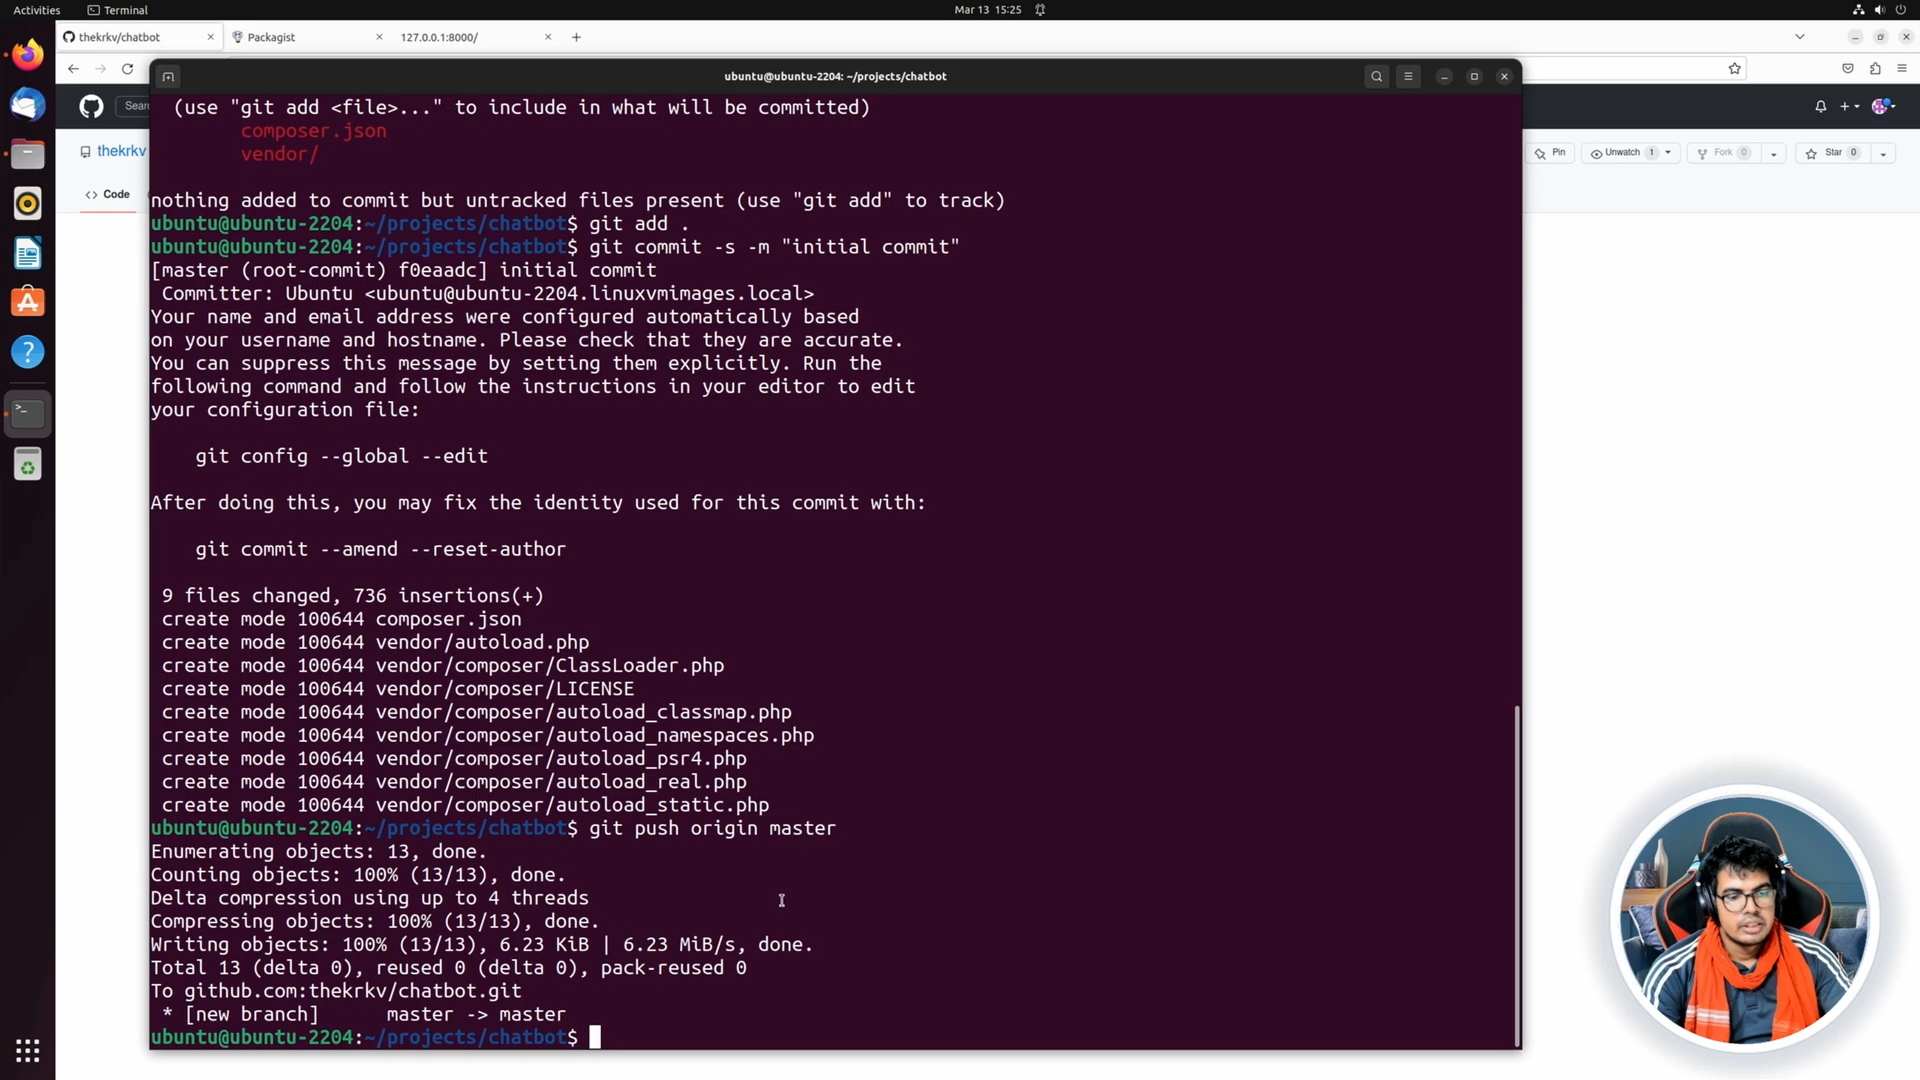 Activities Terminal Mar 13 15:25
thekrkv/chatbot Packagist 127.0.0.1:8000/
ubuntu@ubuntu-2204: ~/projects/chatbot
thekrkv
Pin Unwatch 1 Fork 0 Star 0
<> Code
(use "git add <file>..." to include in what will be committed)
composer.json
vendor/
nothing added to commit but untracked files present (use "git add" to track)
ubuntu@ubuntu-2204:~/projects/chatbot$ git add .
ubuntu@ubuntu-2204:~/projects/chatbot$ git commit -s -m "initial commit"
[master (root-commit) f0eaadc] initial commit
Committer: Ubuntu <ubuntu@ubuntu-2204.linuxvmimages.local>
Your name and email address were configured automatically based
on your username and hostname. Please check that they are accurate.
You can suppress this message by setting them explicitly. Run the
following command and follow the instructions in your editor to edit
your configuration file:
git config --global --edit
After doing this, you may fix the identity used for this commit with:
git commit --amend --reset-author
9 files changed, 736 insertions(+)
create mode 100644 composer.json
create mode 100644 vendor/autoload.php
create mode 100644 vendor/composer/ClassLoader.php
create mode 100644 vendor/composer/LICENSE
create mode 100644 vendor/composer/autoload_classmap.php
create mode 100644 vendor/composer/autoload_namespaces.php
create mode 100644 vendor/composer/autoload_psr4.php
create mode 100644 vendor/composer/autoload_real.php
create mode 100644 vendor/composer/autoload_static.php
ubuntu@ubuntu-2204:~/projects/chatbot$ git push origin master
Enumerating objects: 13, done.
Counting objects: 100% (13/13), done.
Delta compression using up to 4 threads
Compressing objects: 100% (13/13), done.
Writing objects: 100% (13/13), 6.23 KiB | 6.23 MiB/s, done.
Total 13 (delta 0), reused 0 (delta 0), pack-reused 0
To github.com:thekrkv/chatbot.git
* [new branch] master -> master
ubuntu@ubuntu-2204:~/projects/chatbot$